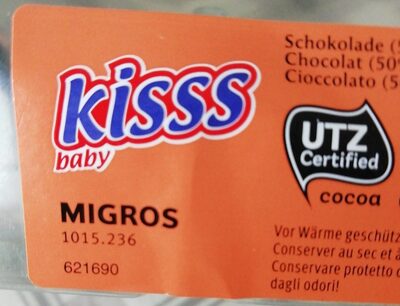 kisss
baby
MIGROS
1015.236
621690
Schokolade (
Chocolat (50
Cioccolato (5
UTZ
Certified
cocoa
Vor Wärme geschütz
Conserver au sec et à
Conservare protetto d
dagli odori!